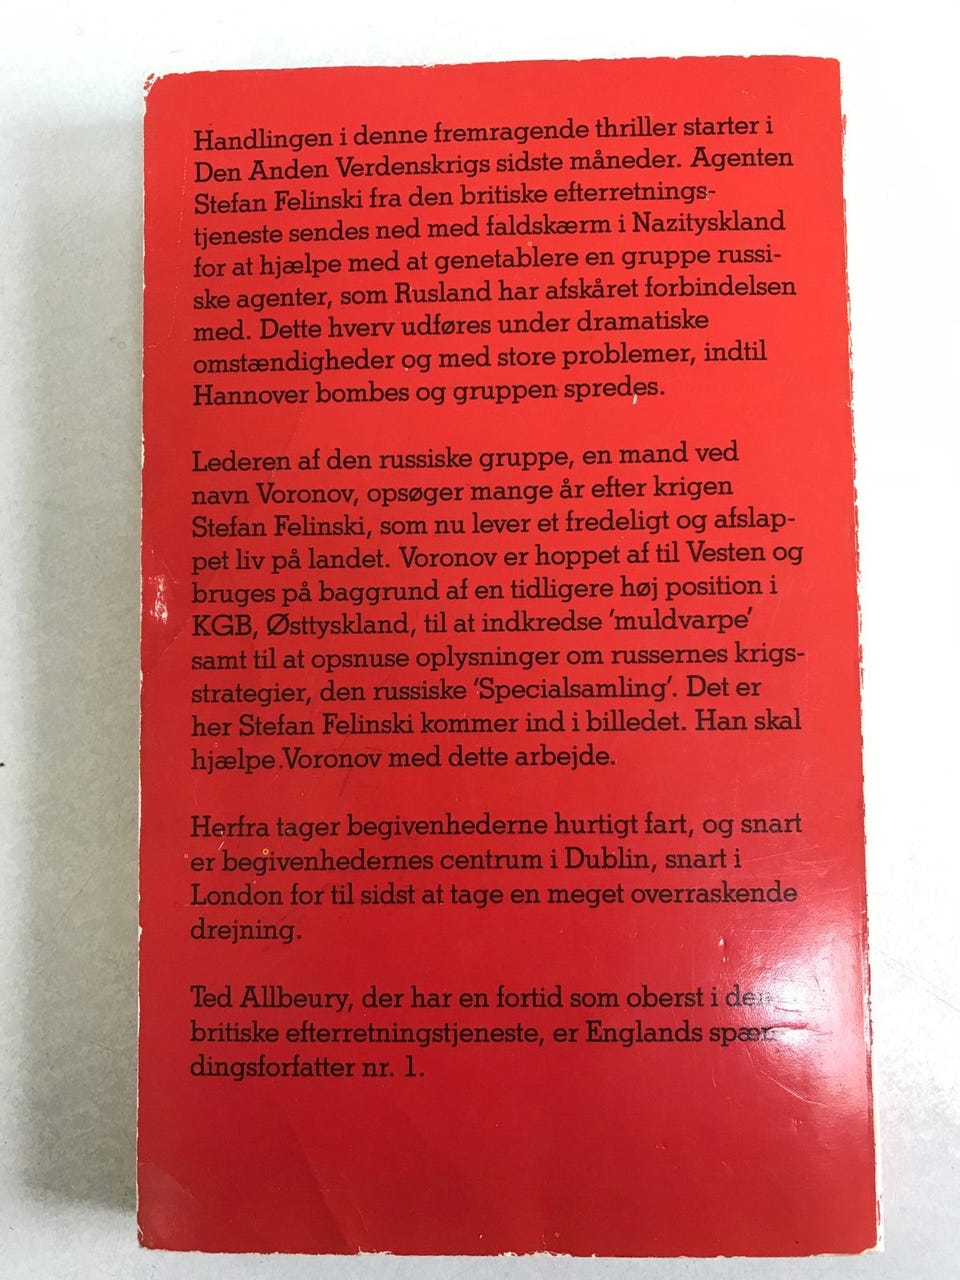 Handlingen i denne fremragende thriller starter i
Den Anden Verdenskrigs sidste måneder. Agenten
Stefan Felinski fra den britiske efterretnings-
tjeneste sendes ned med faldskærm i Nazityskland
for at hjælpe med at genetablere en gruppe russi-
ske agenter, som Rusland har afskåret forbindelsen
med. Dette hverv udføres under dramatiske
omstændigheder og med store problemer, indtil
Hannover bombes og gruppen spredes.

Lederen af den russiske gruppe, en mand ved
navn Voronov, opsøger mange år efter krigen
Stefan Felinski, som nu lever et fredeligt og afslap-
pet liv på landet. Voronov er hoppet af til Vesten og
bruges på baggrund af en tidligere høj position i
KGB, Østtyskland, til at indkredse 'muldvarpe'
samt til at opsnuse oplysninger om russernes krigs-
strategier, den russiske 'Specialsamling'. Det er
her Stefan Felinski kommer ind i billedet. Han skal
hjælpe Voronov med dette arbejde.

Herfra tager begivenhederne hurtigt fart, og snart
er begivenhedernes centrum i Dublin, snart i
London for til sidst at tage en meget overraskende
drejning.

Ted Allbeury, der har en fortid som oberst i den
britiske efterretningstjeneste, er Englands spæn-
dingsforfatter nr. 1.